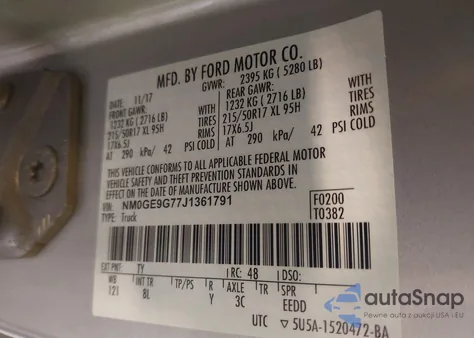 MFD. BY FORD MOTOR CO.
DATE: 11/17 GVWR: 2395 KG ( 5280 LB)
FRONT GAWR: REAR GAWR:
1232 KG ( 2716 LB) WITH 1232 KG ( 2716 LB) WITH
215/50R17 XL 95H TIRES 215/50R17 XL 95H TIRES
17X6.5J RIMS 17X6.5J RIMS
AT 290 kPa/ 42 PSI COLD AT 290 kPa/ 42 PSI COLD
THIS VEHICLE CONFORMS TO ALL APPLICABLE FEDERAL MOTOR
VEHICLE SAFETY AND THEFT PREVENTION STANDARDS IN
EFFECT ON THE DATE OF MANUFACTURE SHOWN ABOVE.
VIN: NM0GE9G77J1361791 F0200
TYPE: Truck T0382
EXT PNT: TY RC: 48 DSO:
WB BRK INT TR TP/PS R AXLE TR SPR
121 8L Y 3C EEDD
UTC ▽ 5U5A-1520472-BA
autoSnap
Pewne auto z aukcji USA i EU